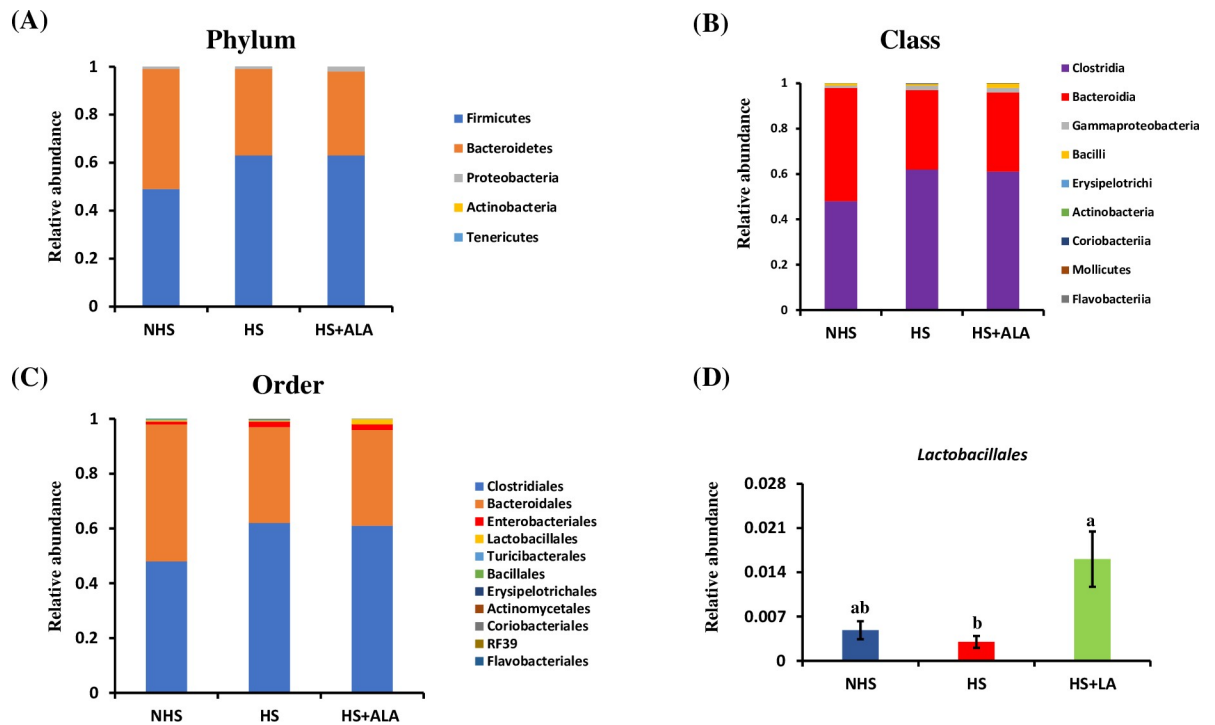 (A)
Phylum
Relative abundance
1
0.8
0.6
0.4
0.2
0
NHS
HS
HS+ALA
Firmicutes
Bacteroidetes
Proteobacteria
Actinobacteria
Tenericutes
(B)
Class
Relative abundance
1
0.8
0.6
0.4
0.2
0
NHS
HS
HS+ALA
Clostridia
Bacteroidia
Gammaproteobacteria
Bacilli
Erysipelotrichi
Actinobacteria
Coriobacteriia
Mollicutes
Flavobacteriia
(C)
Order
Relative abundance
1
0.8
0.6
0.4
0.2
0
NHS
HS
HS+ALA
Clostridiales
Bacteroidales
Enterobacteriales
Lactobacillales
Turicibacterales
Bacillales
Erysipelotrichales
Actinomycetales
Coriobacteriales
RF39
Flavobacteriales
(D)
Lactobacillales
Relative abundance
0.028
0.021
0.014
0.007
0
ab
b
a
NHS
HS
HS+LA